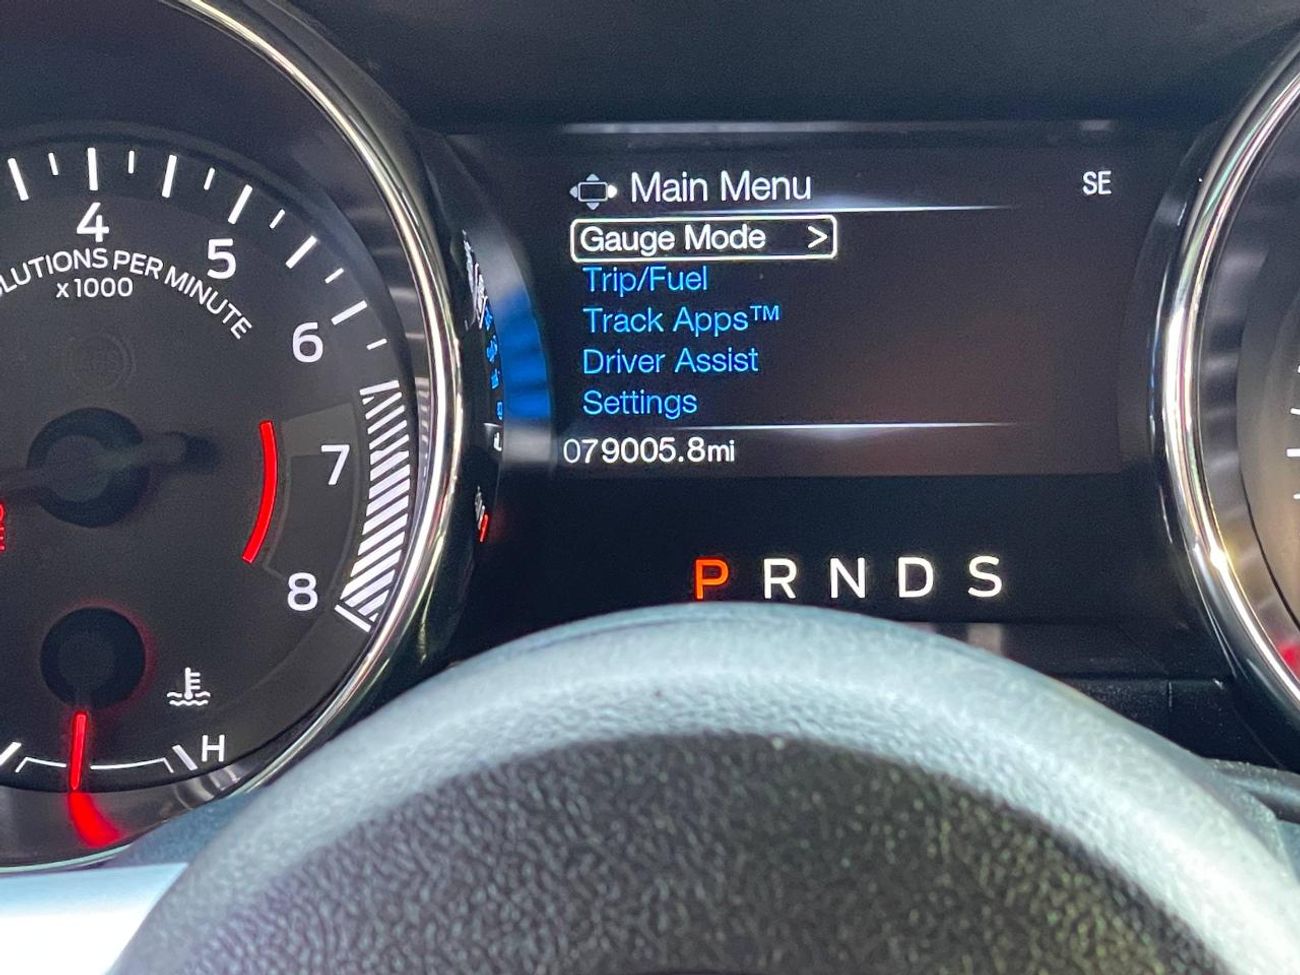 Main Menu
SE
Gauge Mode >
Trip/Fuel
Track Apps™
Driver Assist
Settings
079005.8mi
P R N D S
4
5
6
7
8
LUTIONS PER MINUTE
x1000
H